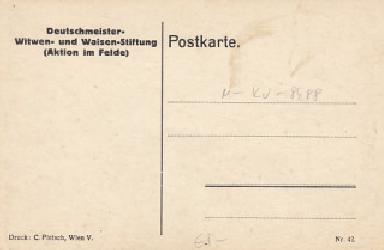 Deutschmeister-
Witwen- und Waisen-Stiftung
(Aktion im Felde)
Postkarte.
Druck: C. Pietsch, Wien V.
Nr. 42.